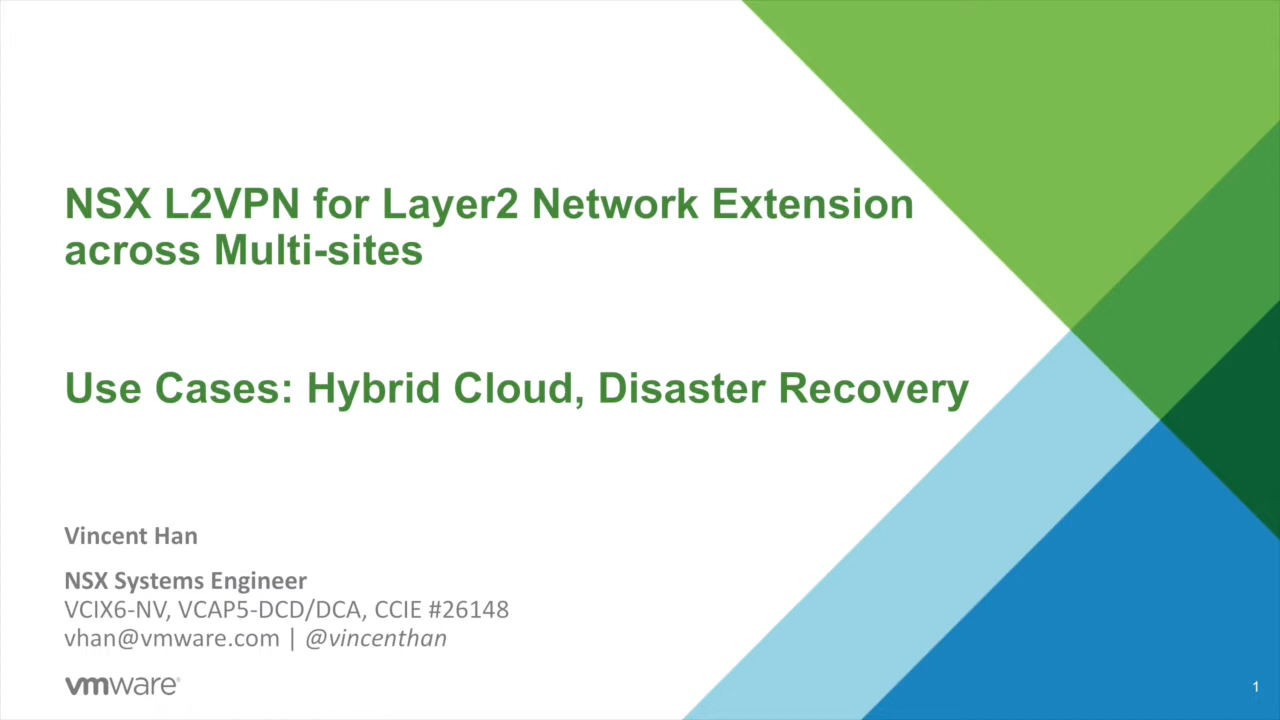 NSX L2VPN for Layer2 Network Extension
across Multi-sites
Use Cases: Hybrid Cloud, Disaster Recovery
Vincent Han
NSX Systems Engineer
VCIX6-NV, VCAP5-DCD/DCA, CCIE #26148
vhan@vmware.com | @vincenthan
vmware®
1